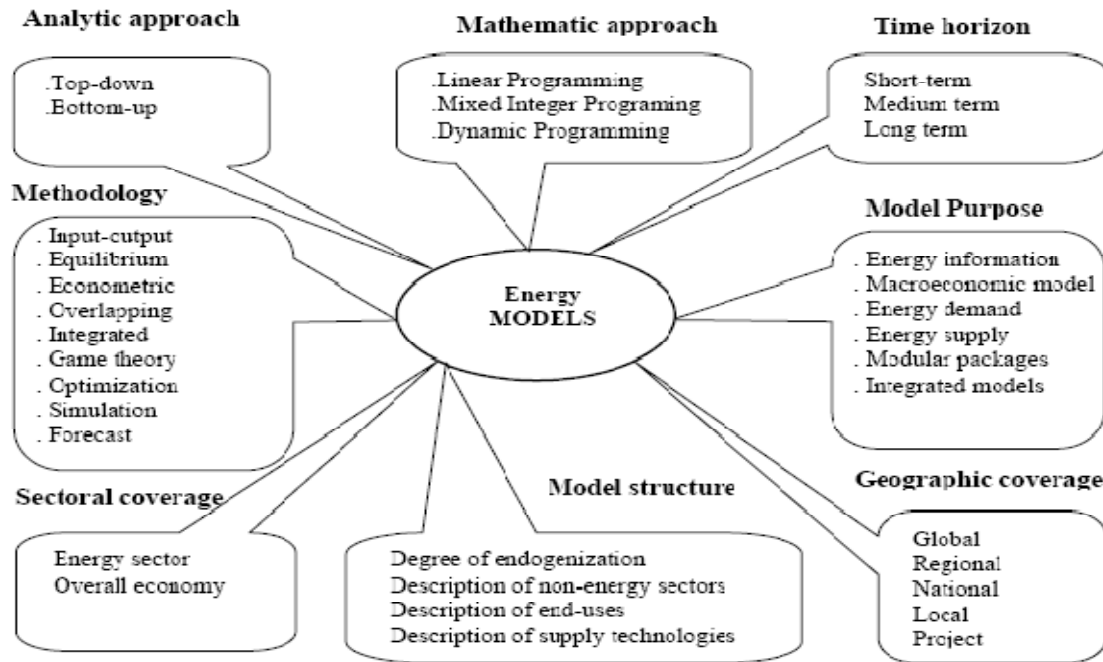 Analytic approach
.Top-down
.Bottom-up
Mathematic approach
.Linear Programming
.Mixed Integer Programing
.Dynamic Programming
Time horizon
Short-term
Medium term
Long term
Methodology
. Input-cutput
. Equilibrium
. Econometric
. Overlapping
. Integrated
. Game theory
. Optimization
. Simulation
. Forecast
Energy
MODELS
Model Purpose
. Energy information
. Macroeconomic model
. Energy demand
. Energy supply
. Modular packages
. Integrated models
Sectoral coverage
Energy sector
Overall economy
Model structure
Degree of endogenization
Description of non-energy sectors
Description of end-uses
Description of supply technologies
Geographic coverage
Global
Regional
National
Local
Project